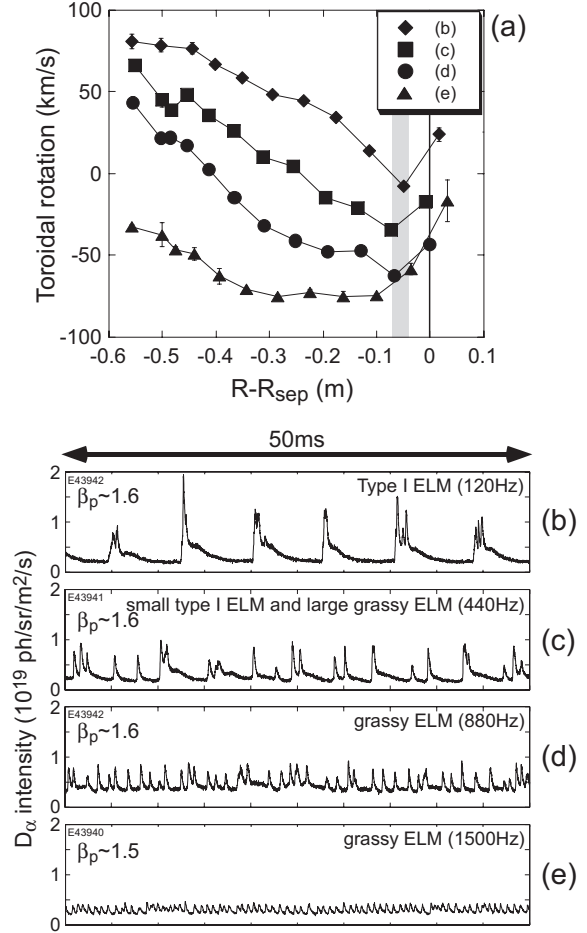 (a)
100
50
0
-50
-100
Toroidal rotation (km/s)
(b)
(c)
(d)
(e)
-0.6 -0.5 -0.4 -0.3 -0.2 -0.1 0 0.1
R-Rsep (m)
50ms
Dα intensity (10¹⁹ ph/sr/m²/s)
2
1
0
E43942
βp~1.6
Type I ELM (120Hz)
(b)
2
1
0
E43941
βp~1.6
small type I ELM and large grassy ELM (440Hz)
(c)
2
1
0
E43942
βp~1.6
grassy ELM (880Hz)
(d)
2
1
0
E43940
βp~1.5
grassy ELM (1500Hz)
(e)